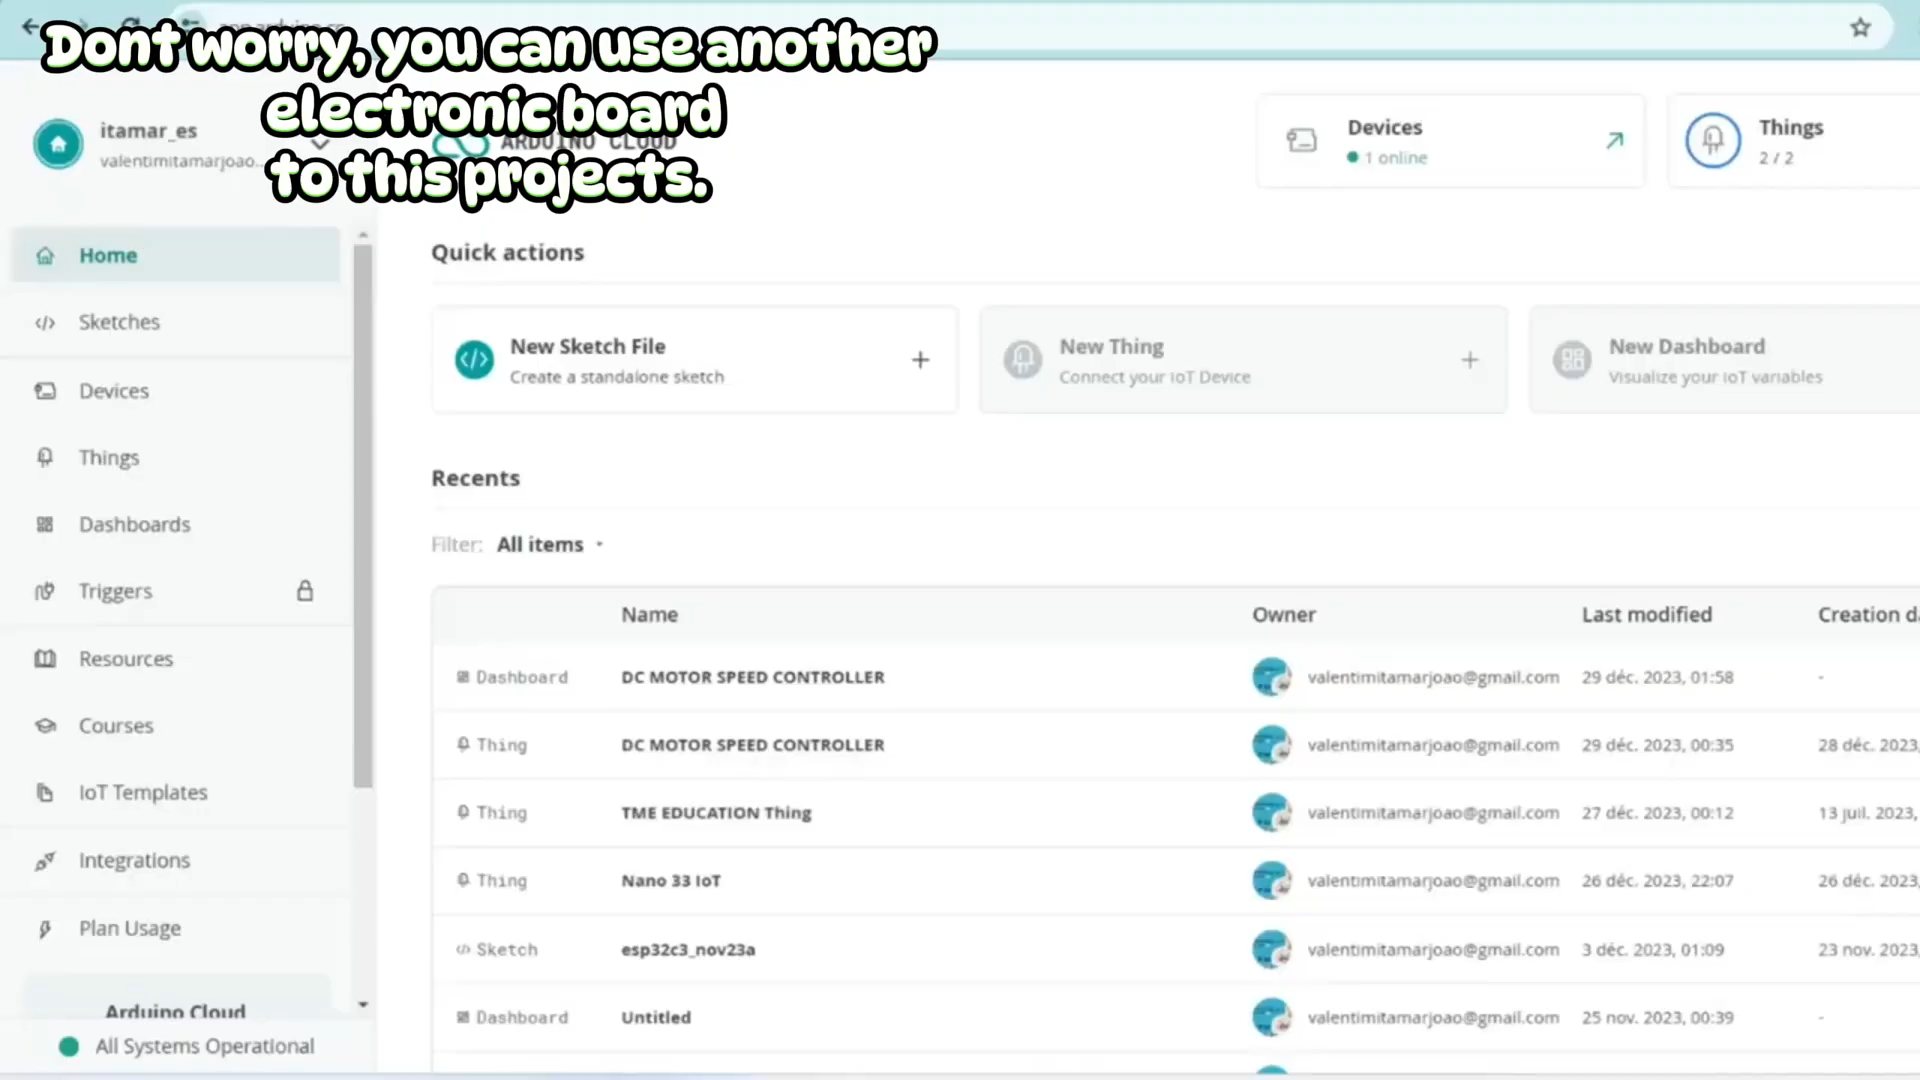 Dont worry, you can use another
electronic board
to this projects.
itamar_es
valentimitamarjoao...
ARDUINO CLOUD
Devices
1 online
Things
2 / 2
Home
Sketches
Devices
Things
Dashboards
Triggers
Resources
Courses
IoT Templates
Integrations
Plan Usage
Arduino Cloud
All Systems Operational
Quick actions
New Sketch File
Create a standalone sketch
New Thing
Connect your IoT Device
New Dashboard
Visualize your IoT variables
Recents
Filter: All items
Name Owner Last modified Creation da
Dashboard DC MOTOR SPEED CONTROLLER valentimitamarjoao@gmail.com 29 déc. 2023, 01:58 -
Thing DC MOTOR SPEED CONTROLLER valentimitamarjoao@gmail.com 29 déc. 2023, 00:35 28 déc. 2023,
Thing TME EDUCATION Thing valentimitamarjoao@gmail.com 27 déc. 2023, 00:12 13 juil. 2023,
Thing Nano 33 IoT valentimitamarjoao@gmail.com 26 déc. 2023, 22:07 26 déc. 2023,
Sketch esp32c3_nov23a valentimitamarjoao@gmail.com 3 déc. 2023, 01:09 23 nov. 2023,
Dashboard Untitled valentimitamarjoao@gmail.com 25 nov. 2023, 00:39 -